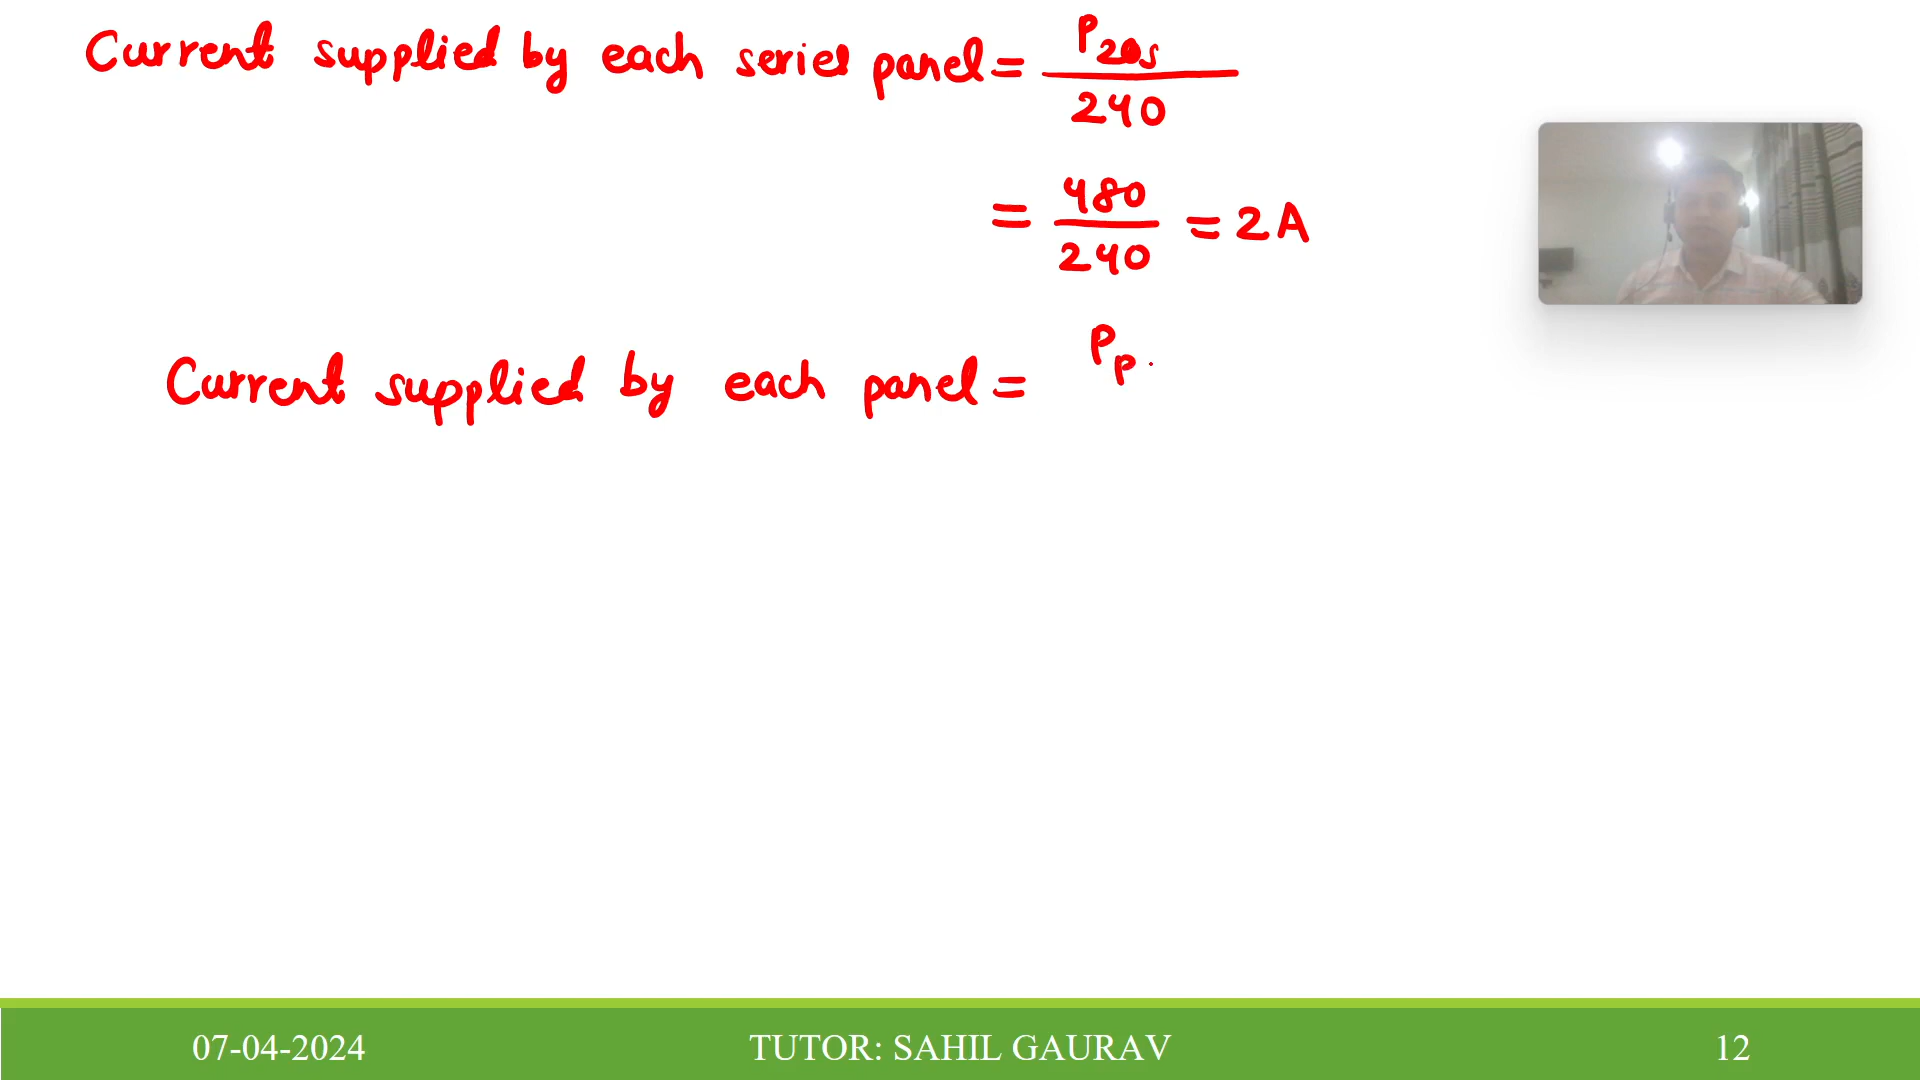 Current supplied by each series panel = P20s / 240
= 480 / 240 = 2A
Current supplied by each panel = Pp.
07-04-2024 TUTOR: SAHIL GAURAV 12